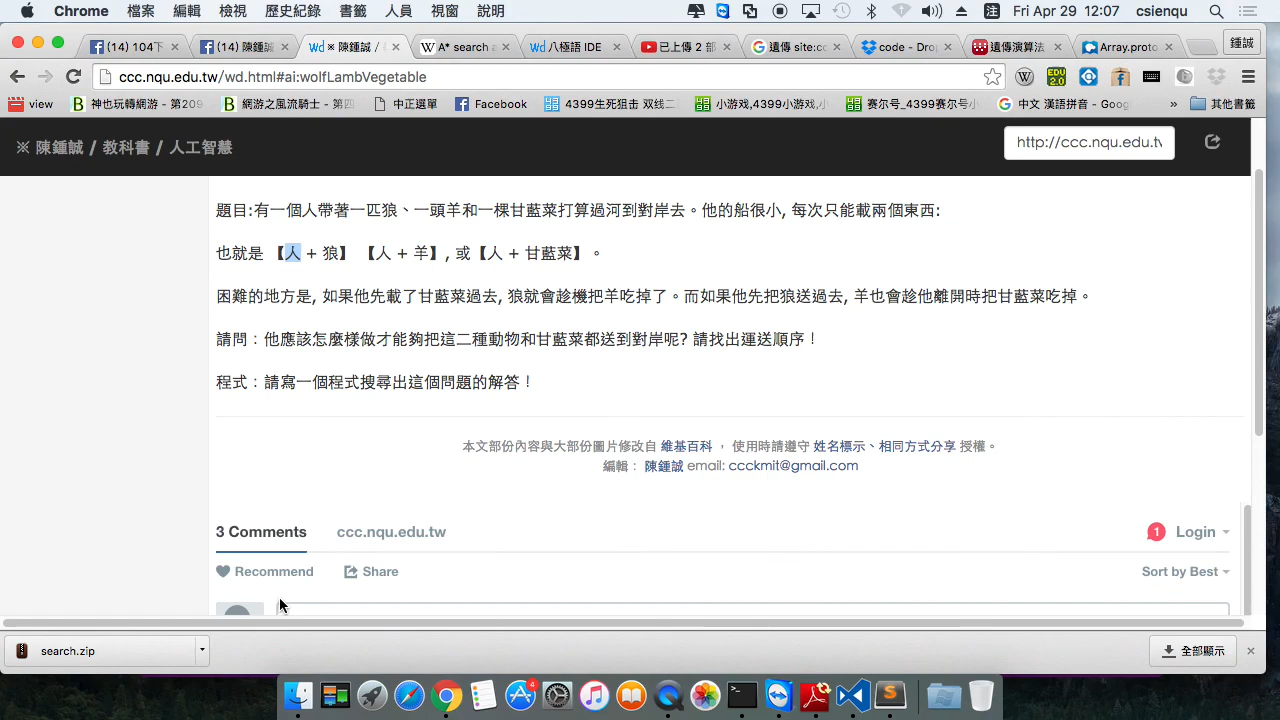 Chrome 檔案 編輯 檢視 歷史紀錄 書籤 人員 視窗 說明 注 Fri Apr 29 12:07 csienqu
(14) 104下 (14) 陳鍾誠 ※ 陳鍾誠 / A* search a 八極語 IDE 已上傳 2 部 遺傳 site:cc code - Drop 遺傳演算法 Array.proto 鍾誠
ccc.nqu.edu.tw/wd.html#ai:wolfLambVegetable
view 神也玩轉網游 - 第209 網游之風流騎士 - 第四 中正選單 Facebook 4399生死狙击 双线二 小游戏,4399小游戏,小 赛尔号_4399赛尔号小 中文 漢語拼音 - Goog » 其他書籤
※ 陳鍾誠 / 教科書 / 人工智慧
http://ccc.nqu.edu.tv
題目:有一個人帶著一匹狼、一頭羊和一棵甘藍菜打算過河到對岸去。他的船很小, 每次只能載兩個東西:
也就是 【人 + 狼】 【人 + 羊】, 或【人 + 甘藍菜】。
困難的地方是, 如果他先載了甘藍菜過去, 狼就會趁機把羊吃掉了。而如果他先把狼送過去, 羊也會趁他離開時把甘藍菜吃掉。
請問：他應該怎麼樣做才能夠把這二種動物和甘藍菜都送到對岸呢? 請找出運送順序！
程式：請寫一個程式搜尋出這個問題的解答！
本文部份內容與大部份圖片修改自 維基百科 ， 使用時請遵守 姓名標示、相同方式分享 授權。
編輯： 陳鍾誠 email: ccckmit@gmail.com
3 Comments ccc.nqu.edu.tw 1 Login
Recommend Share Sort by Best
search.zip 全部顯示
4